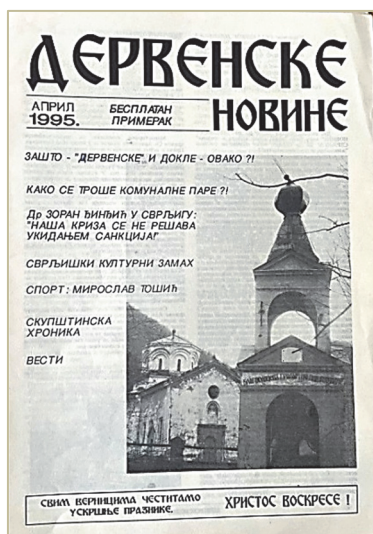 ДЕРВЕНСКЕ
АПРИЛ
1995.
БЕСПЛАТАН
ПРИМЕРАК
НОВИНЕ
ЗАШТО - "ДЕРВЕНСКЕ" И ДОКЛЕ - ОВАКО ?!
КАКО СЕ ТРОШЕ КОМУНАЛНЕ ПАРЕ ?!
Др ЗОРАН ЂИНЂИЋ У СВРЉИГУ:
"НАША КРИЗА СЕ НЕ РЕШАВА
УКИДАЊЕМ САНКЦИЈА!"
СВРЉИШКИ КУЛТУРНИ ЗАМАХ
СПОРТ: МИРОСЛАВ ТОШИЋ
СКУПШТИНСКА
ХРОНИКА
ВЕСТИ
СВИМ ВЕРНИЦИМА ЧЕСТИТАМО
УСКРШЊЕ ПРАЗНИКЕ.
ХРИСТОС ВОСКРЕСЕ !